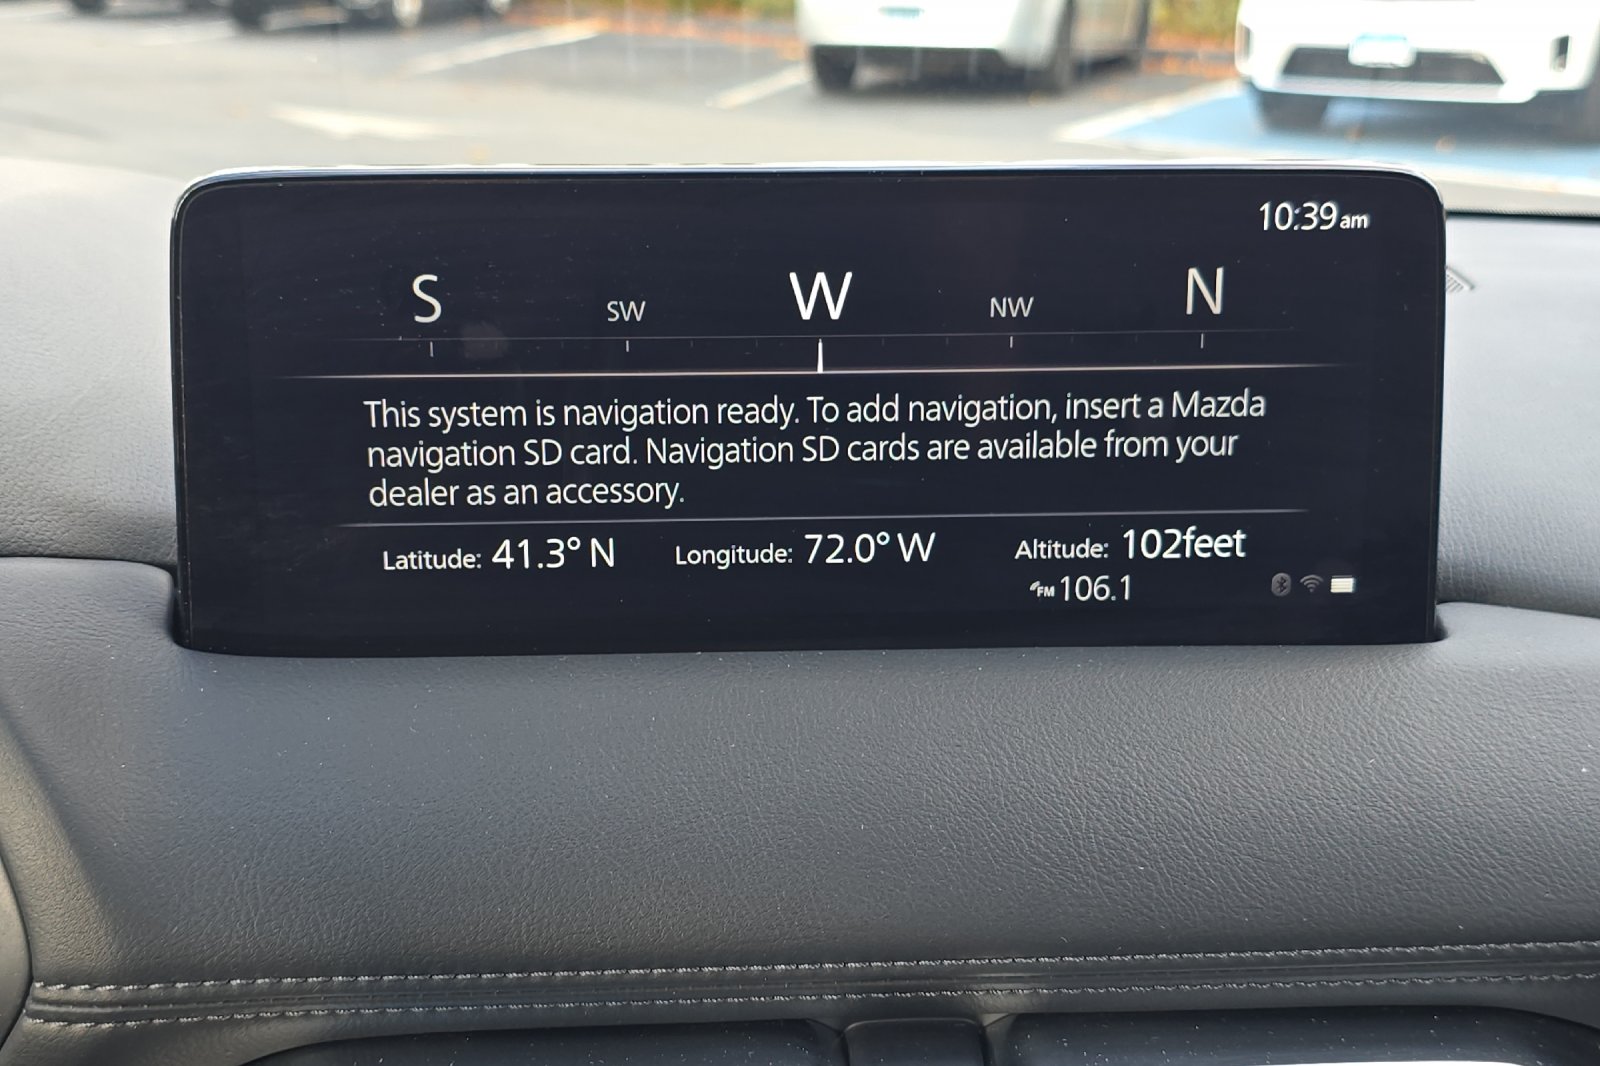 10:39am
S SW W NW N
This system is navigation ready. To add navigation, insert a Mazda
navigation SD card. Navigation SD cards are available from your
dealer as an accessory.
Latitude: 41.3° N Longitude: 72.0° W Altitude: 102feet
FM 106.1